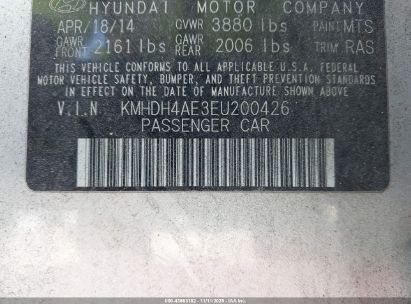 HYUNDAI MOTOR COMPANY
APR/18/14 GVWR 3880 lbs PAINT MTS
GAWR FRONT 2161 lbs GAWR REAR 2006 lbs TRIM RAS
THIS VEHICLE CONFORMS TO ALL APPLICABLE U.S. FEDERAL
MOTOR VEHICLE SAFETY, BUMPER, AND THEFT PREVENTION STANDARDS
IN EFFECT ON THE DATE OF MANUFACTURE SHOWN ABOVE.
V.I.N KMHDH4AE3EU200426
PASSENGER CAR